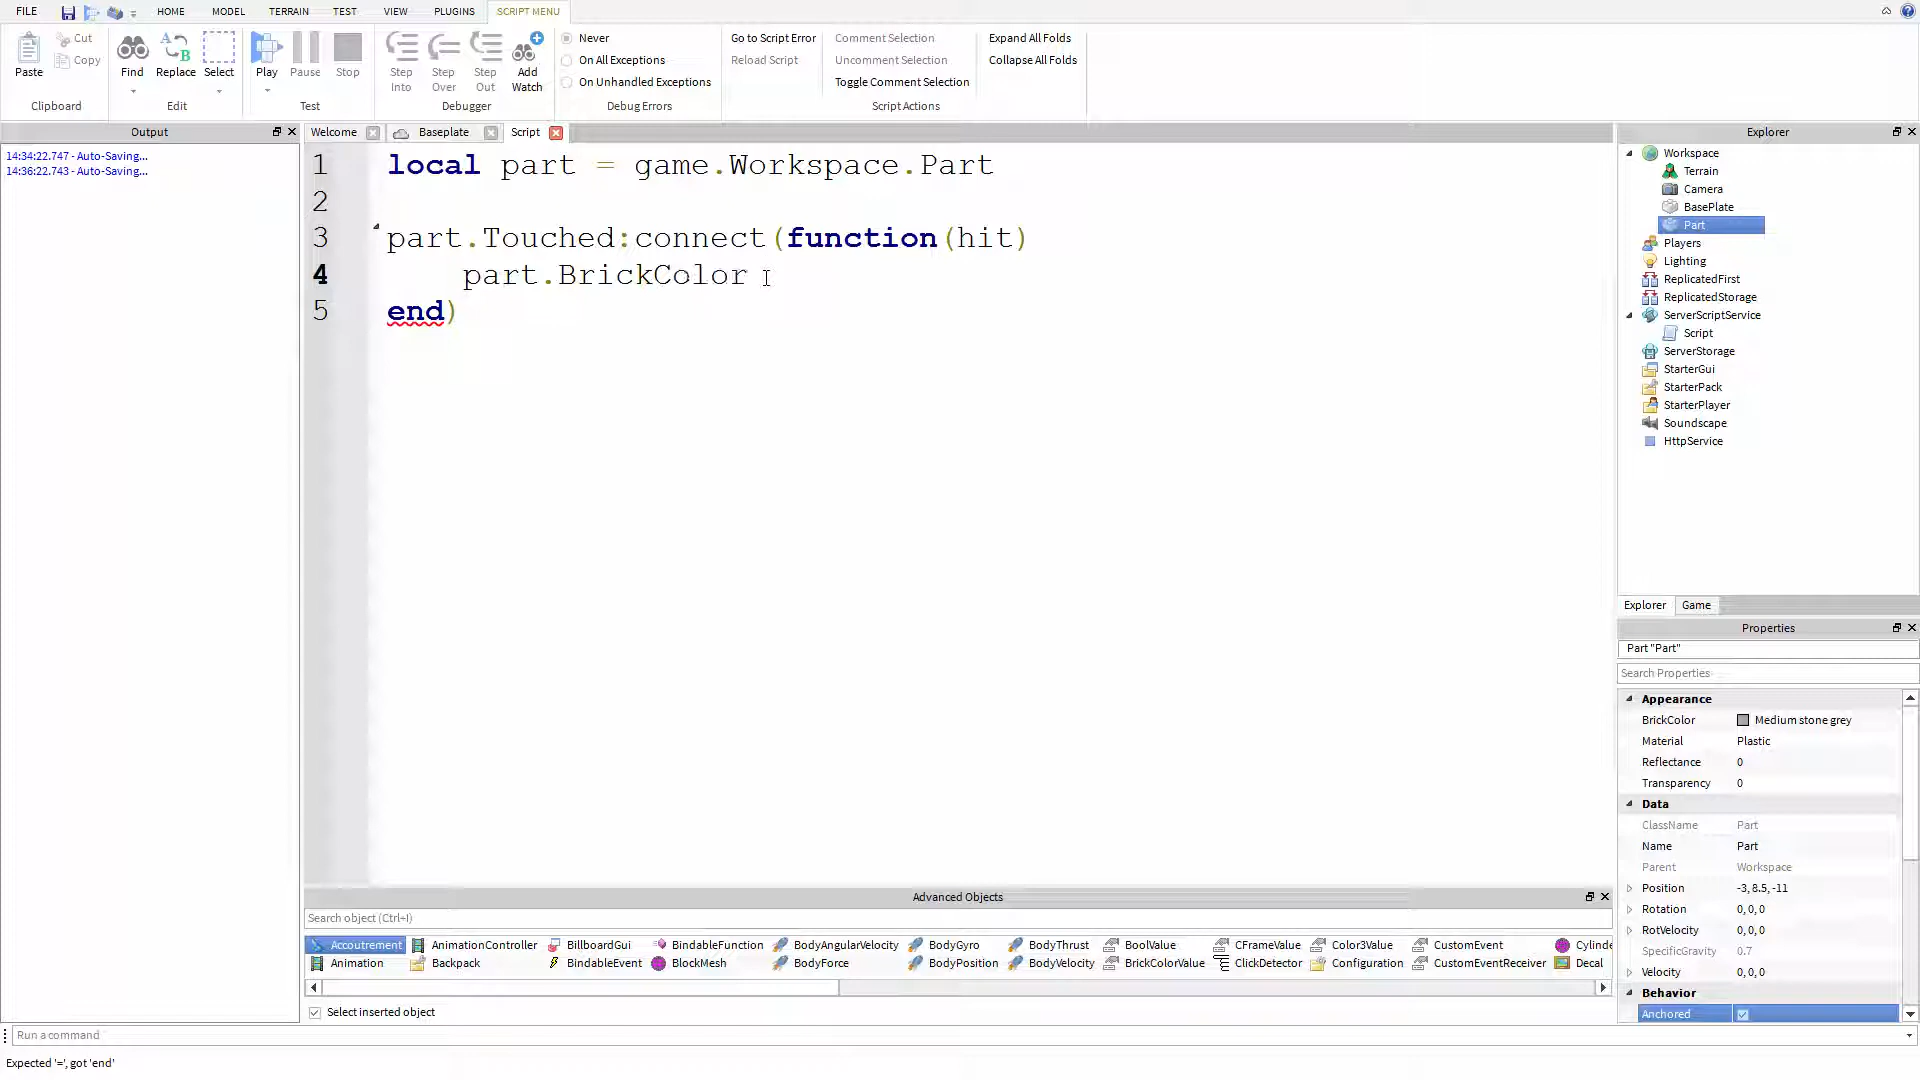 FILE HOME MODEL TERRAIN TEST VIEW PLUGINS SCRIPT MENU
Paste Cut Copy
Clipboard
Find Replace Select
Edit
Play Pause Stop
Test
Step Into Step Over Step Out Add Watch
Debugger
Never
On All Exceptions
On Unhandled Exceptions
Debug Errors
Go to Script Error
Reload Script
Comment Selection
Uncomment Selection
Toggle Comment Selection
Script Actions
Expand All Folds
Collapse All Folds
Output
14:34:22.747 - Auto-Saving...
14:36:22.743 - Auto-Saving...
Welcome Baseplate Script
1 local part = game.Workspace.Part
2
3 part.Touched:connect(function(hit)
4 part.BrickColor
5 end)
Explorer
Workspace
Terrain
Camera
BasePlate
Part
Players
Lighting
ReplicatedFirst
ReplicatedStorage
ServerScriptService
Script
ServerStorage
StarterGui
StarterPack
StarterPlayer
Soundscape
HttpService
Explorer Game
Properties
Part "Part"
Search Properties
Appearance
BrickColor Medium stone grey
Material Plastic
Reflectance 0
Transparency 0
Data
ClassName Part
Name Part
Parent Workspace
Position -3, 8.5, -11
Rotation 0, 0, 0
RotVelocity 0, 0, 0
SpecificGravity 0.7
Velocity 0, 0, 0
Behavior
Anchored
Advanced Objects
Search object (Ctrl+I)
Accoutrement AnimationController BillboardGui BindableFunction BodyAngularVelocity BodyGyro BodyThrust BoolValue CFrameValue Color3Value CustomEvent Cylinde
Animation Backpack BindableEvent BlockMesh BodyForce BodyPosition BodyVelocity BrickColorValue ClickDetector Configuration CustomEventReceiver Decal
Select inserted object
Run a command
Expected '=', got 'end'